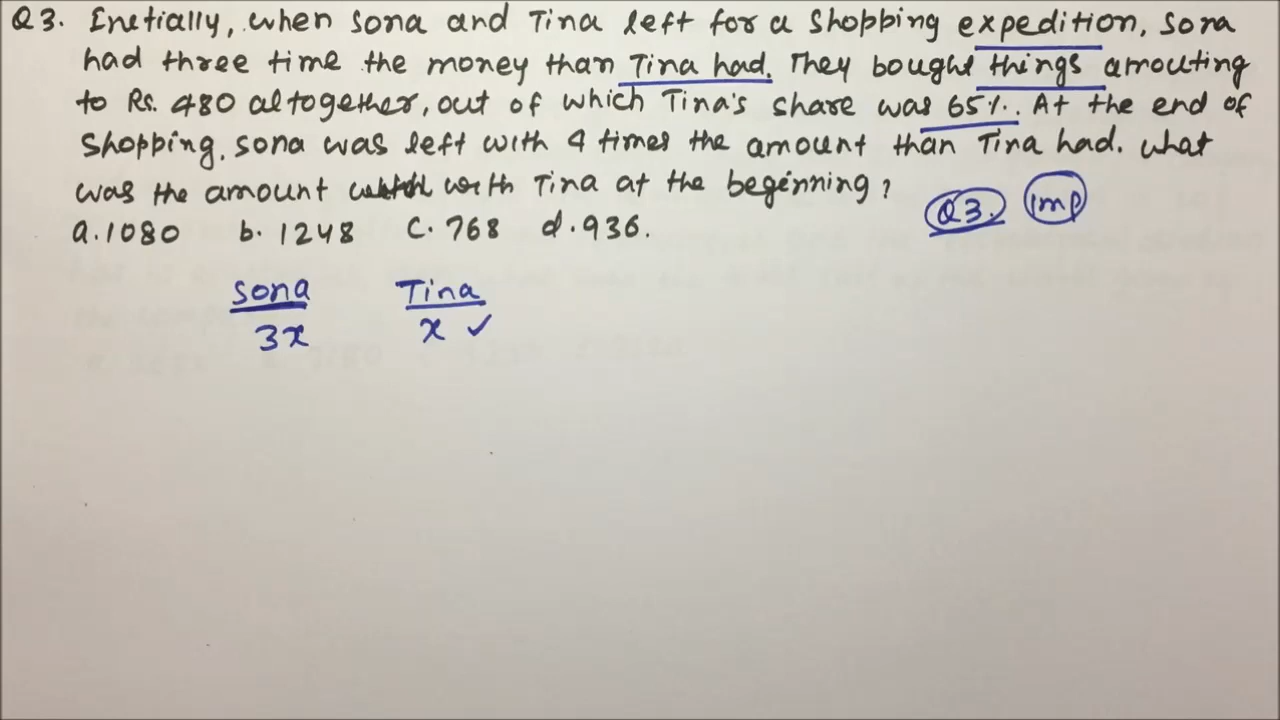 Q3. Initially, when Sona and Tina left for a Shopping expedition, Sona
had three time the money than Tina had. They bought things amouting
to Rs. 480 altogether, out of which Tina's share was 65%. At the end of
Shopping, Sona was left with 4 times the amount than Tina had. What
was the amount with Tina at the beginning?
Q3. imp
a. 1080 b. 1248 c. 768 d. 936.
Sona Tina
3x x ✓